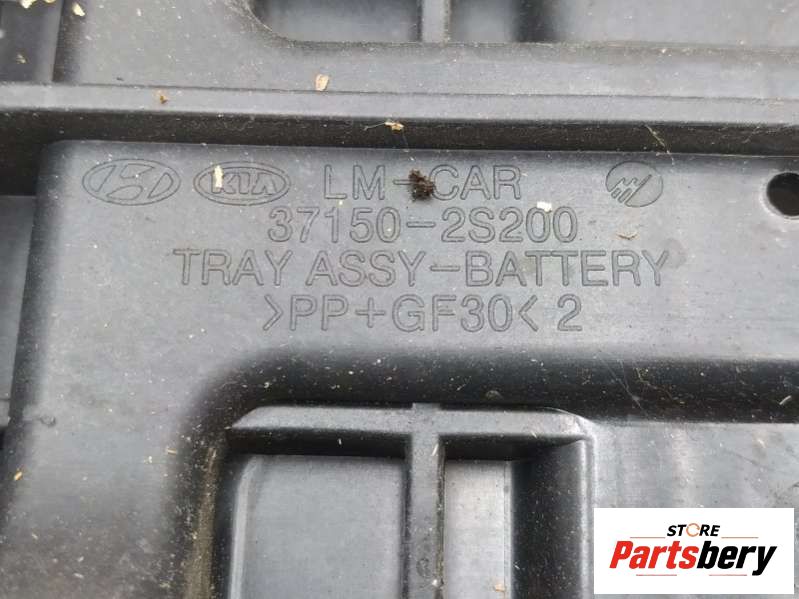 KIA LM-CAR
37150-2S200
TRAY ASSY-BATTERY
>PP+GF30< 2
STORE
Partsbery